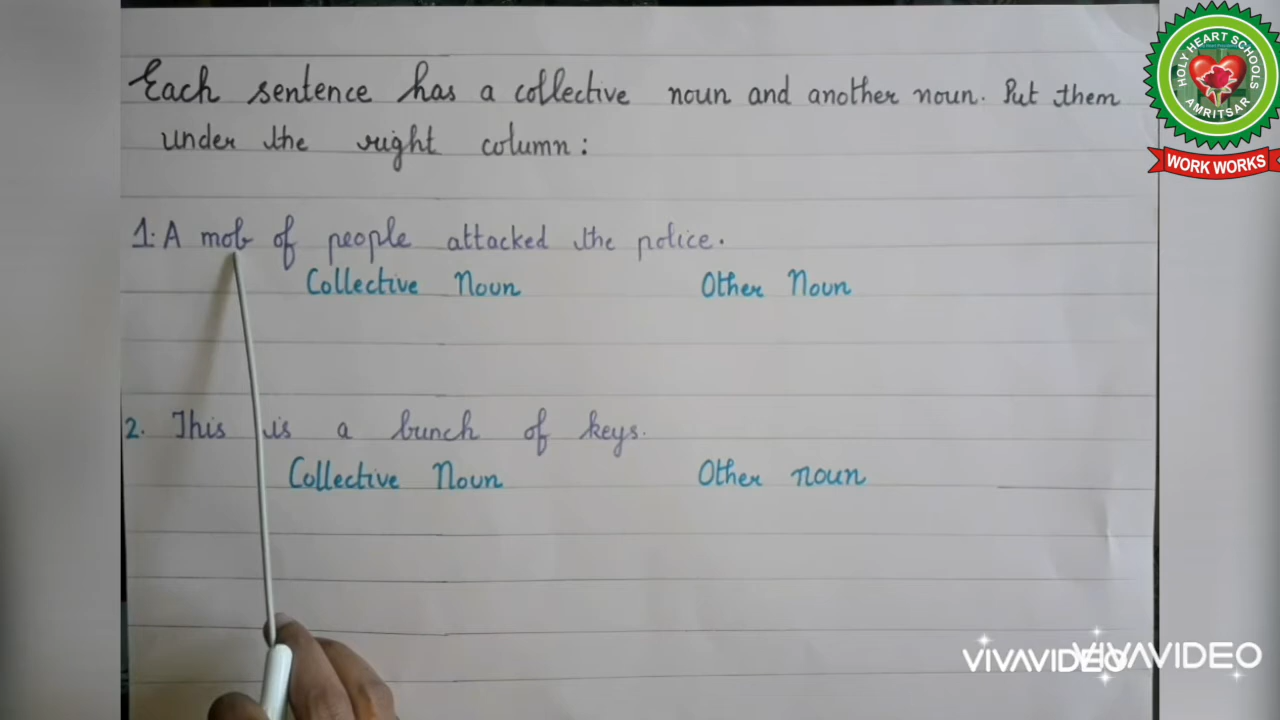 Each sentence has a collective noun and another noun. Put them
under the right column:
1. A mob of people attacked the police.
Collective Noun Other Noun
2. This is a bunch of keys.
Collective Noun Other noun
HOLY HEART SCHOOLS
AMRITSAR
WORK WORKS
VIVAVIDEO VIVAVIDEO